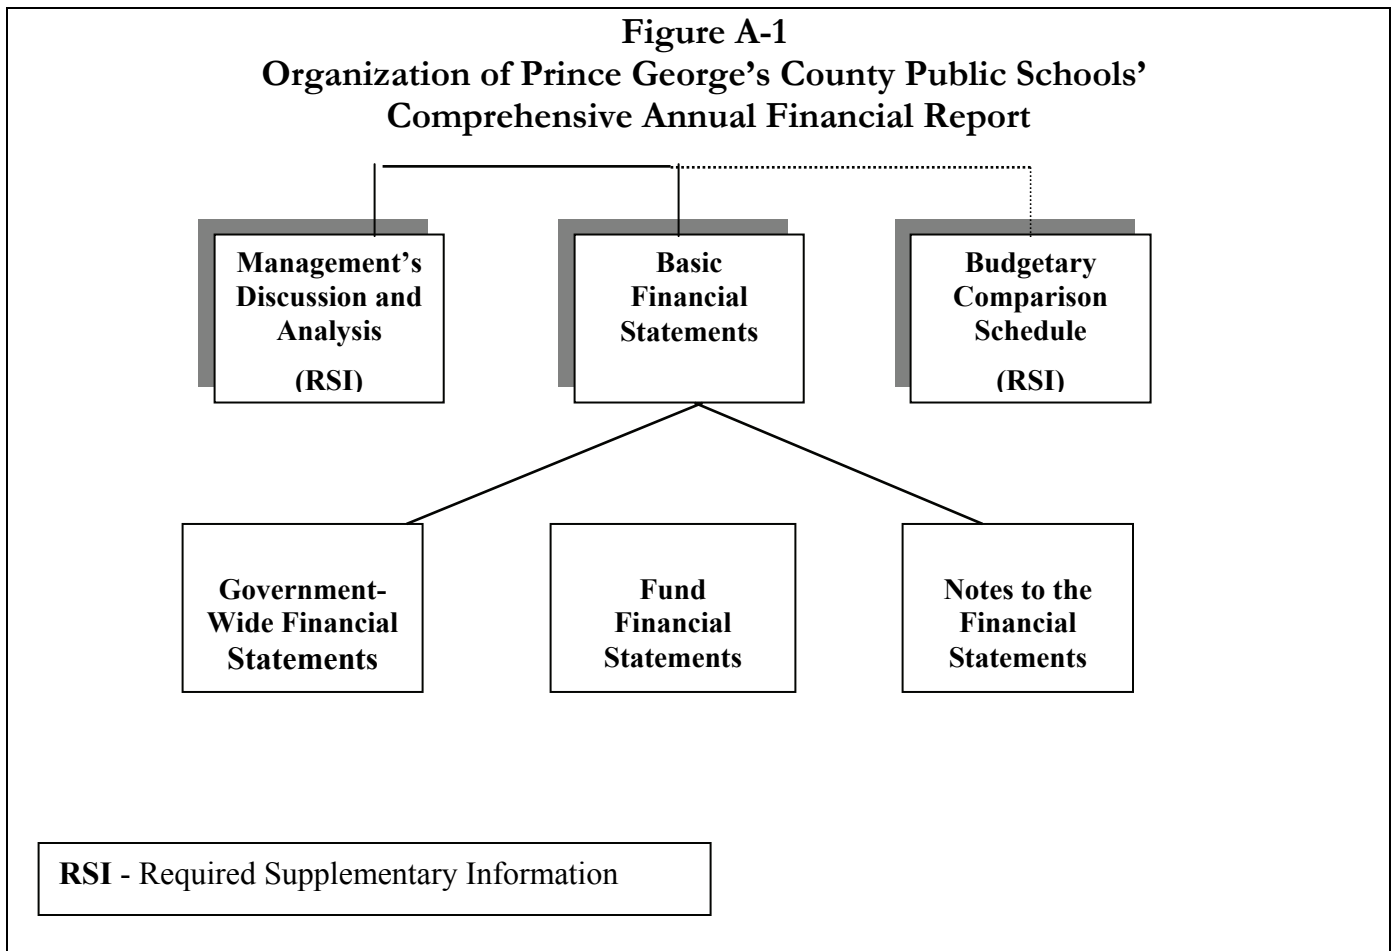 Figure A-1
Organization of Prince George’s County Public Schools’
Comprehensive Annual Financial Report
Management’s
Discussion and
Analysis
(RSI)
Basic
Financial
Statements
Budgetary
Comparison
Schedule
(RSI)
Government-
Wide Financial
Statements
Fund
Financial
Statements
Notes to the
Financial
Statements
RSI - Required Supplementary Information